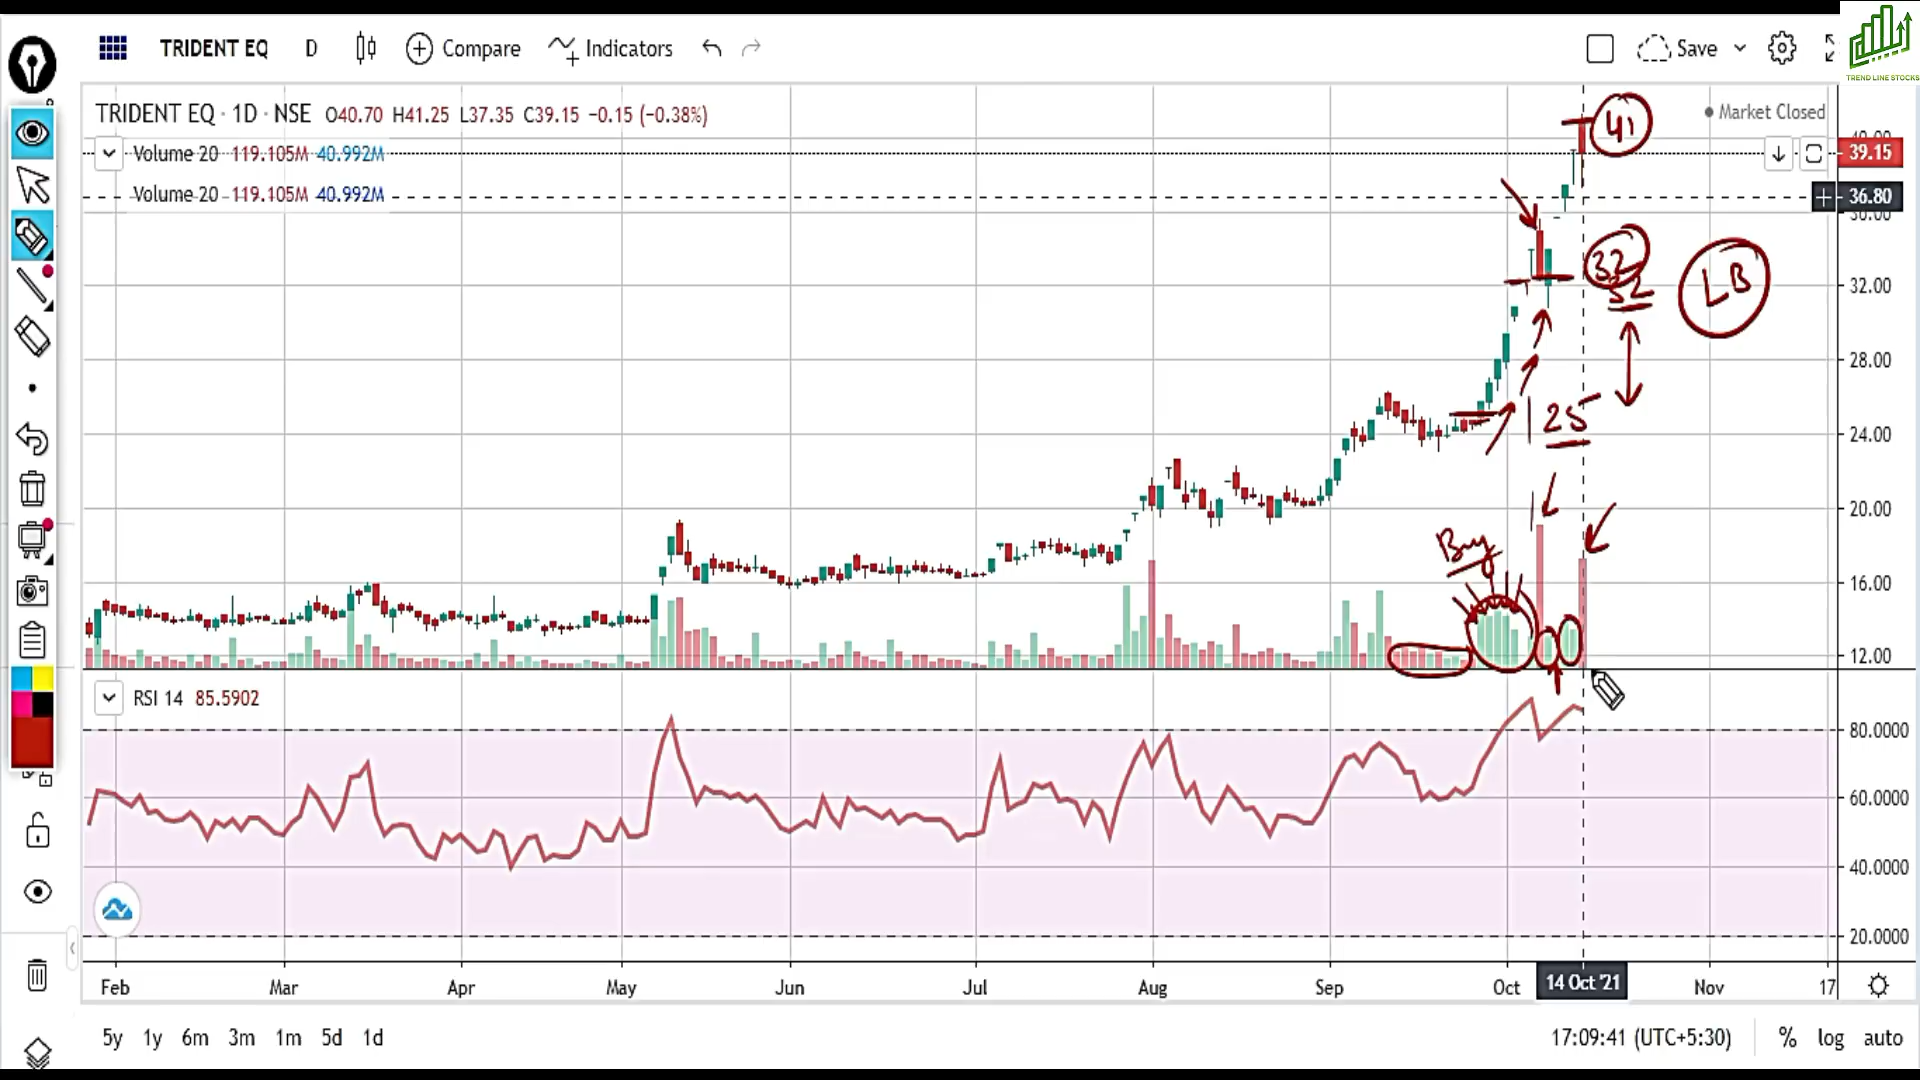 TRIDENT EQ D Compare Indicators Save
TREND LINE STOCKS
TRIDENT EQ · 1D · NSE O40.70 H41.25 L37.35 C39.15 −0.15 (−0.38%)
Market Closed
41
40.00
Volume 20 119.105M 40.992M
39.15
Volume 20 119.105M 40.992M
36.80
36.00
32
LB
32
32.00
28.00
25
24.00
20.00
Buy
16.00
12.00
RSI 14 85.5902
80.0000
60.0000
40.0000
20.0000
Feb Mar Apr May Jun Jul Aug Sep Oct 14 Oct '21 Nov 17
5y 1y 6m 3m 1m 5d 1d 17:09:41 (UTC+5:30) % log auto